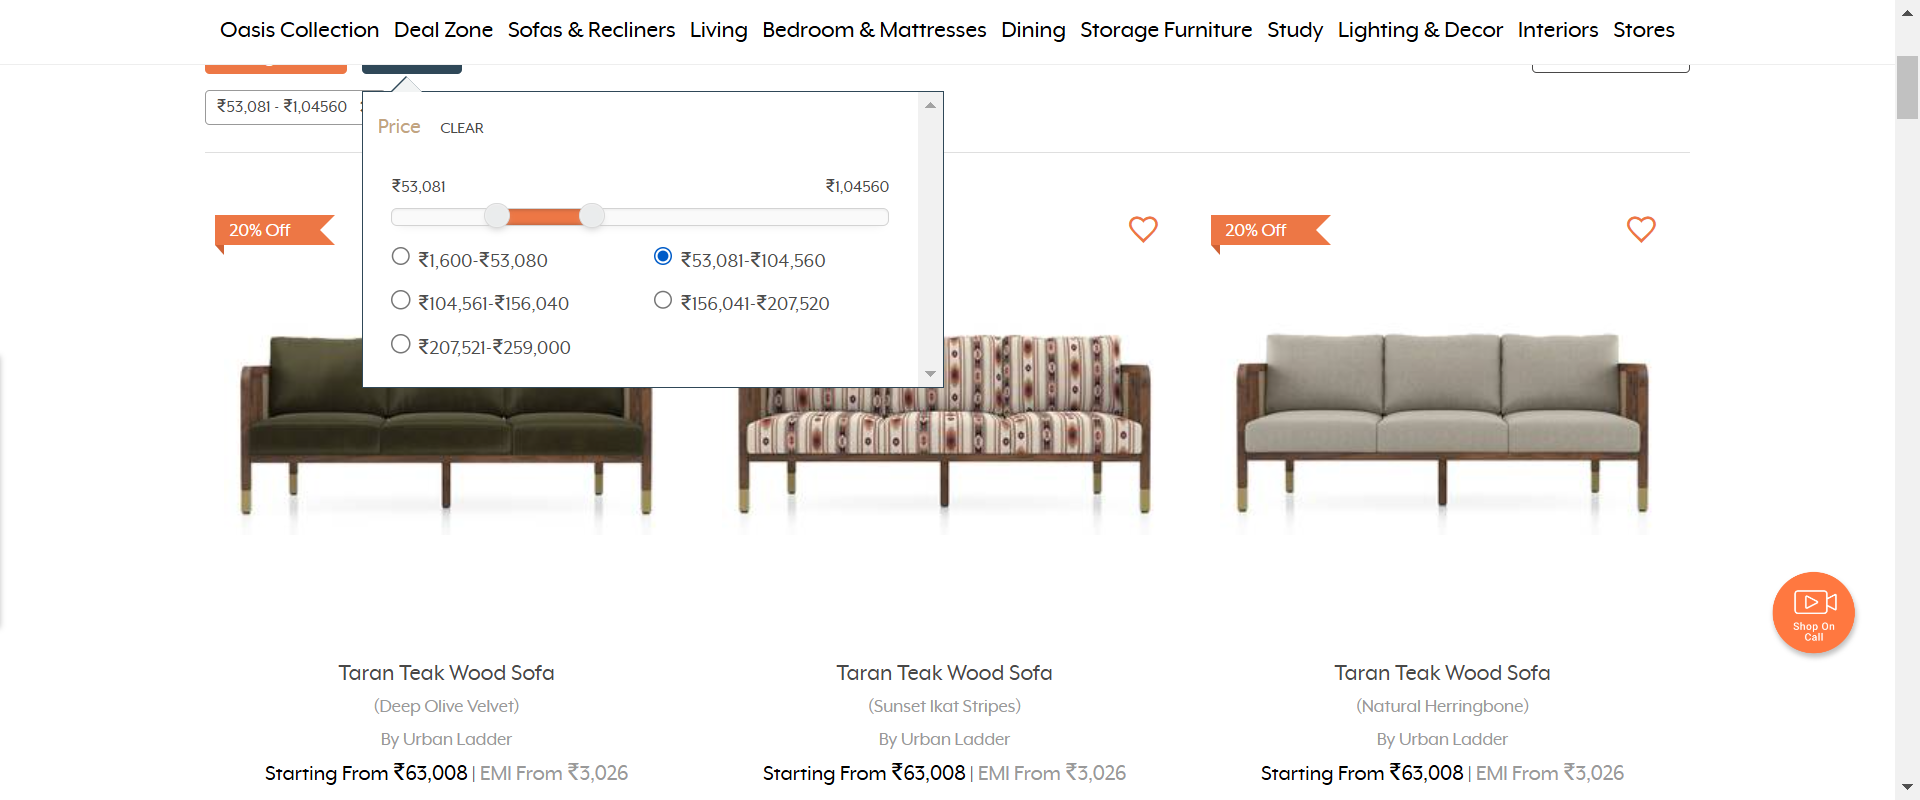 Oasis Collection Deal Zone Sofas & Recliners Living Bedroom & Mattresses Dining Storage Furniture Study Lighting & Decor Interiors Stores
₹53,081 - ₹1,04560
Price CLEAR
₹53,081 ₹1,04560
₹1,600-₹53,080 ₹53,081-₹104,560
₹104,561-₹156,040 ₹156,041-₹207,520
₹207,521-₹259,000
20% Off
20% Off
Shop On
Call
Taran Teak Wood Sofa
(Deep Olive Velvet)
By Urban Ladder
Starting From ₹63,008 | EMI From ₹3,026
Taran Teak Wood Sofa
(Sunset Ikat Stripes)
By Urban Ladder
Starting From ₹63,008 | EMI From ₹3,026
Taran Teak Wood Sofa
(Natural Herringbone)
By Urban Ladder
Starting From ₹63,008 | EMI From ₹3,026